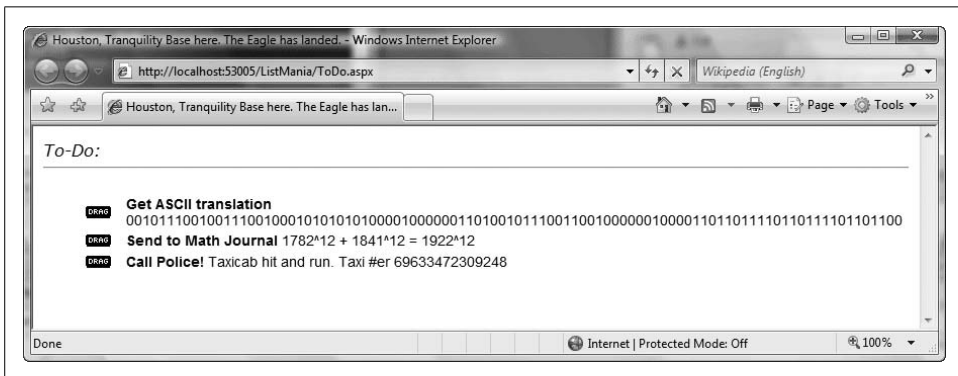 Houston, Tranquility Base here. The Eagle has landed. - Windows Internet Explorer
http://localhost:53005/ListMania/ToDo.aspx
Wikipedia (English)
Houston, Tranquility Base here. The Eagle has lan...
Page
Tools
To-Do:
DRAG Get ASCII translation
001011100100111001000101010101000010000001101001011100110010000001000011011011110110111101101100
DRAG Send to Math Journal 1782^12 + 1841^12 = 1922^12
DRAG Call Police! Taxicab hit and run. Taxi #er 69633472309248
Done
Internet | Protected Mode: Off
100%